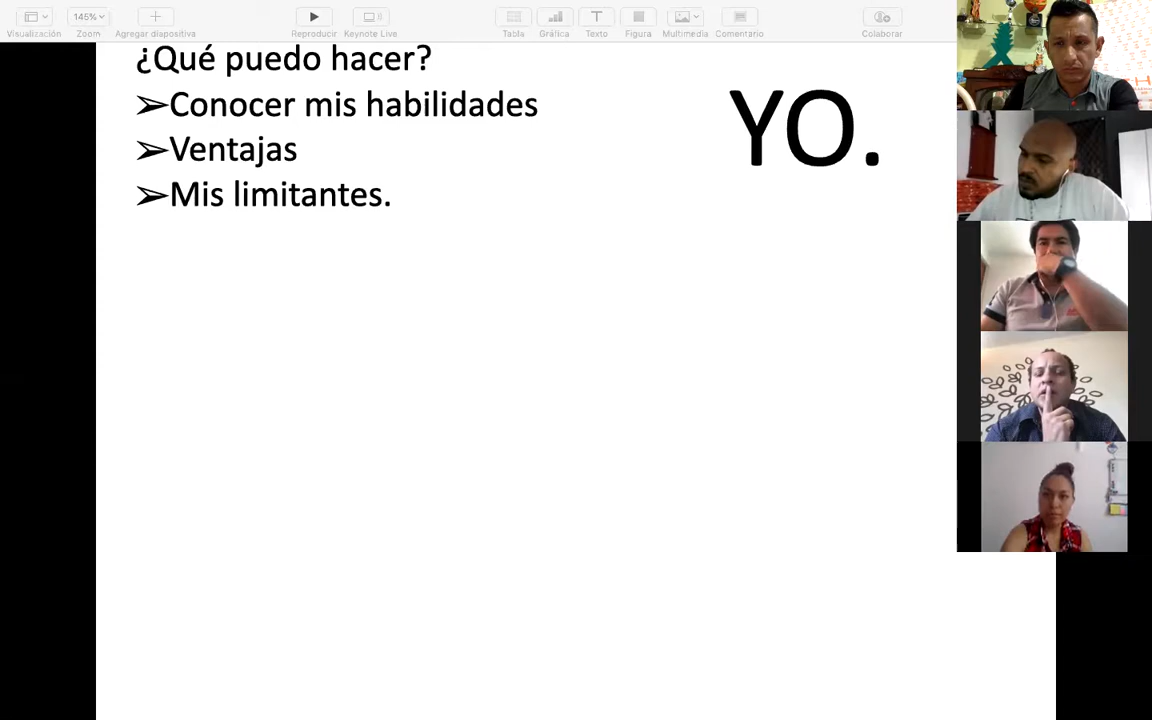 145%
Visualización
Zoom
Agregar diapositiva
Reproducir
Keynote Live
Tabla
Gráfica
Texto
Figura
Multimedia
Comentario
Colaborar
¿Qué puedo hacer?
➢Conocer mis habilidades
➢Ventajas
➢Mis limitantes.
YO.